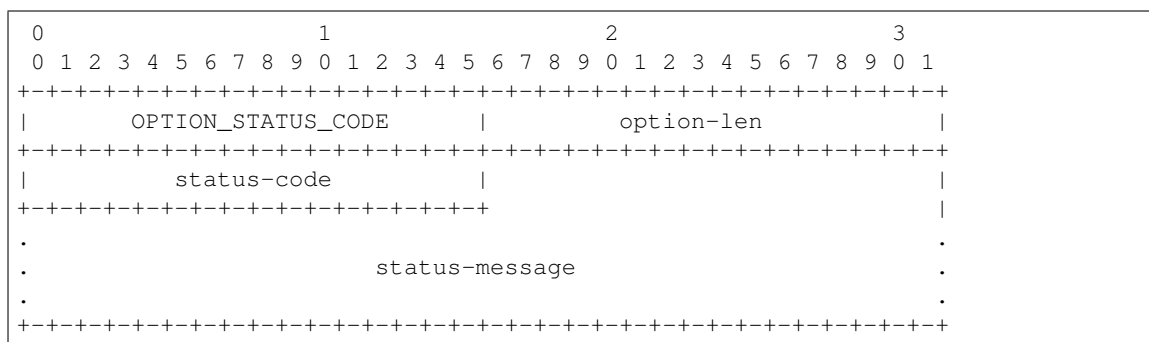 0                   1                   2                   3
 0 1 2 3 4 5 6 7 8 9 0 1 2 3 4 5 6 7 8 9 0 1 2 3 4 5 6 7 8 9 0 1
+-+-+-+-+-+-+-+-+-+-+-+-+-+-+-+-+-+-+-+-+-+-+-+-+-+-+-+-+-+-+-+-+
|       OPTION_STATUS_CODE      |         option-len            |
+-+-+-+-+-+-+-+-+-+-+-+-+-+-+-+-+-+-+-+-+-+-+-+-+-+-+-+-+-+-+-+-+
|          status-code          |                               |
+-+-+-+-+-+-+-+-+-+-+-+-+-+-+-+-+                               |
.                                                               .
.                        status-message                         .
.                                                               .
+-+-+-+-+-+-+-+-+-+-+-+-+-+-+-+-+-+-+-+-+-+-+-+-+-+-+-+-+-+-+-+-+